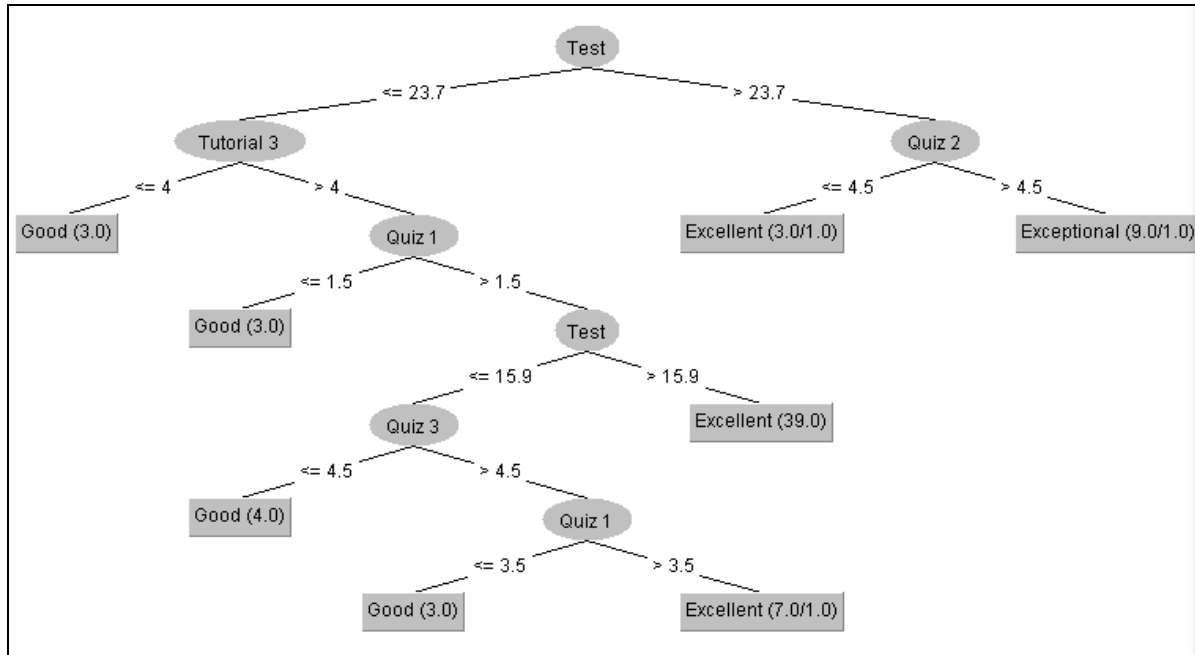 Test
<= 23.7
> 23.7
Tutorial 3
Quiz 2
<= 4
> 4
<= 4.5
> 4.5
Good (3.0)
Quiz 1
Excellent (3.0/1.0)
Exceptional (9.0/1.0)
<= 1.5
> 1.5
Good (3.0)
Test
<= 15.9
> 15.9
Quiz 3
Excellent (39.0)
<= 4.5
> 4.5
Good (4.0)
Quiz 1
<= 3.5
> 3.5
Good (3.0)
Excellent (7.0/1.0)